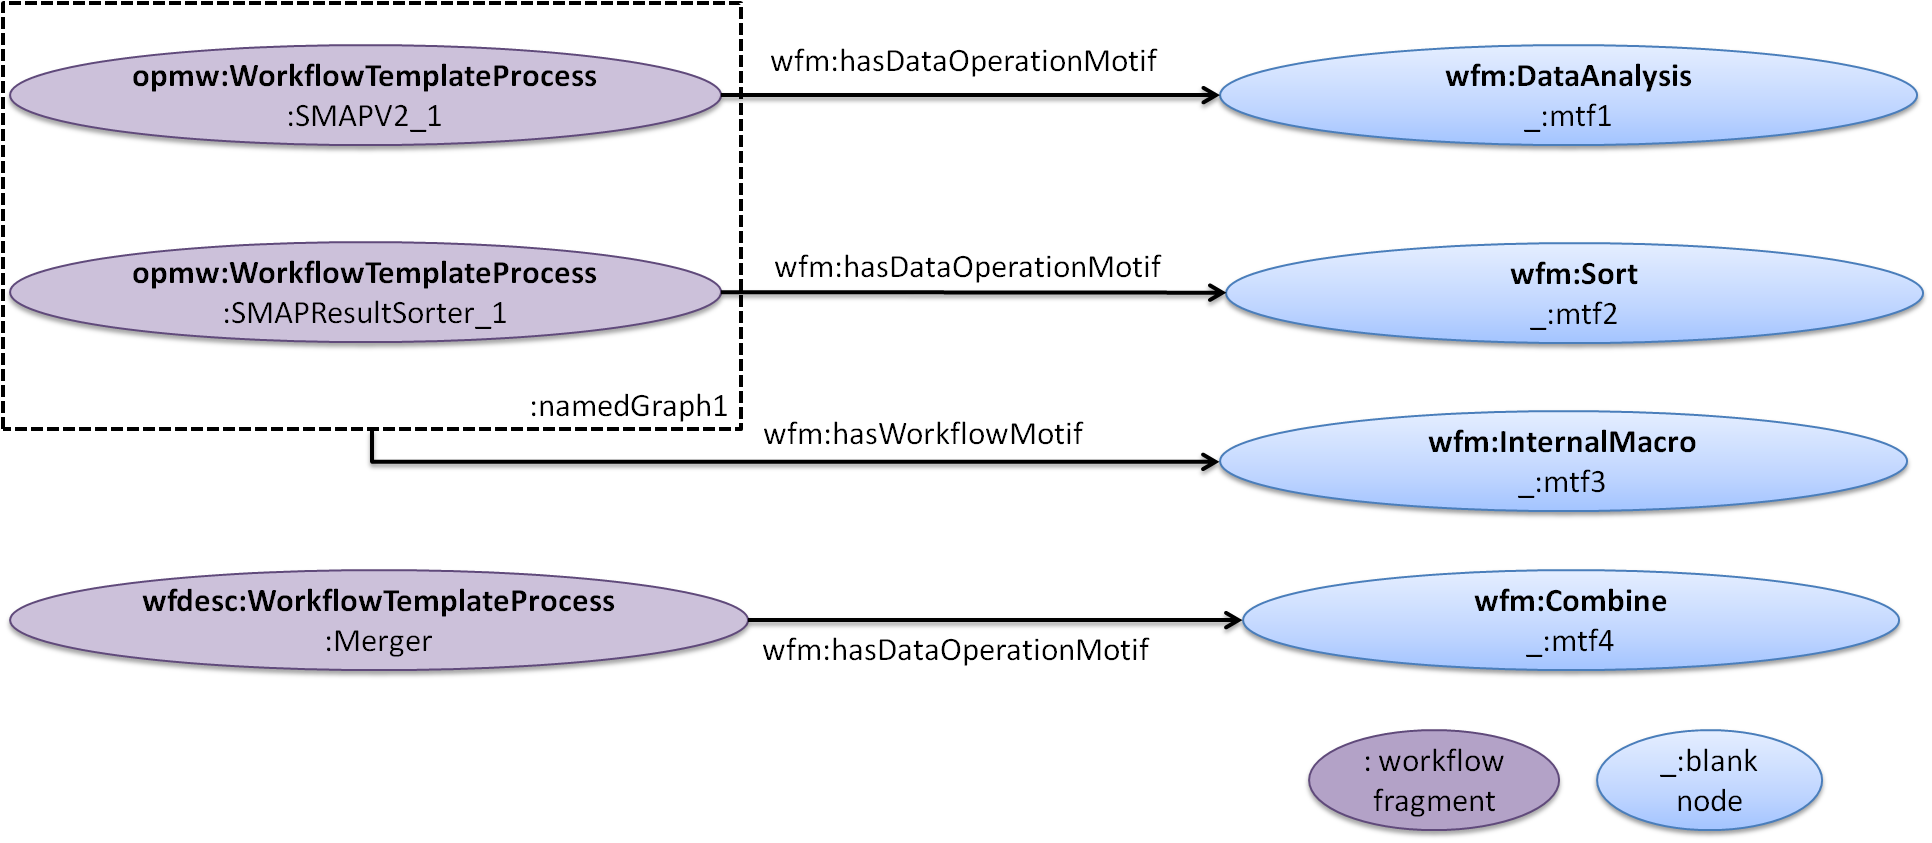 opmw:WorkflowTemplateProcess
:SMAPV2_1
wfm:hasDataOperationMotif
wfm:DataAnalysis
_:mtf1
opmw:WorkflowTemplateProcess
:SMAPResultSorter_1
wfm:hasDataOperationMotif
wfm:Sort
_:mtf2
:namedGraph1
wfm:hasWorkflowMotif
wfm:InternalMacro
_:mtf3
wfdesc:WorkflowTemplateProcess
:Merger
wfm:hasDataOperationMotif
wfm:Combine
_:mtf4
: workflow
fragment
_:blank
node